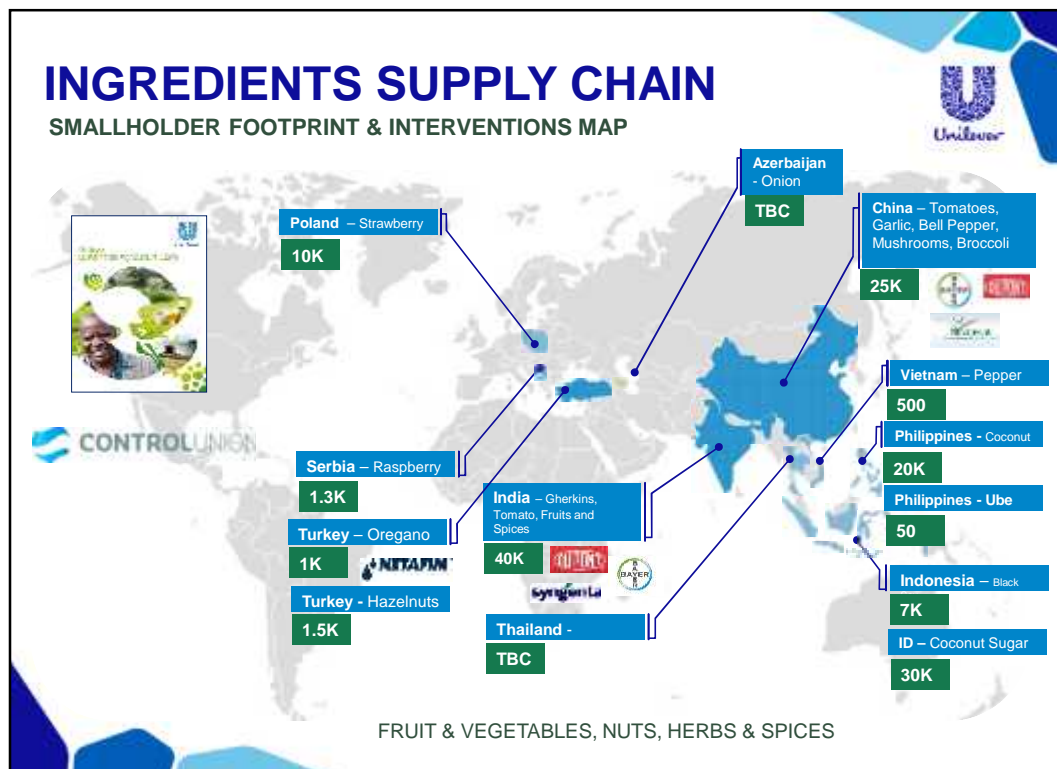 INGREDIENTS SUPPLY CHAIN
SMALLHOLDER FOOTPRINT & INTERVENTIONS MAP
Unilever
Azerbaijan
- Onion
TBC
Poland – Strawberry
10K
China – Tomatoes,
Garlic, Bell Pepper,
Mushrooms, Broccoli
25K
BAYER
DUPONT
Vietnam – Pepper
500
CONTROLUNION
Philippines - Coconut
20K
Serbia – Raspberry
1.3K
India – Gherkins,
Tomato, Fruits and
Spices
40K
DUPONT
BAYER
syngenta
Philippines - Ube
50
Turkey – Oregano
1K
NETAFIM
Turkey - Hazelnuts
1.5K
Indonesia – Black
7K
Thailand -
TBC
ID – Coconut Sugar
30K
FRUIT & VEGETABLES, NUTS, HERBS & SPICES